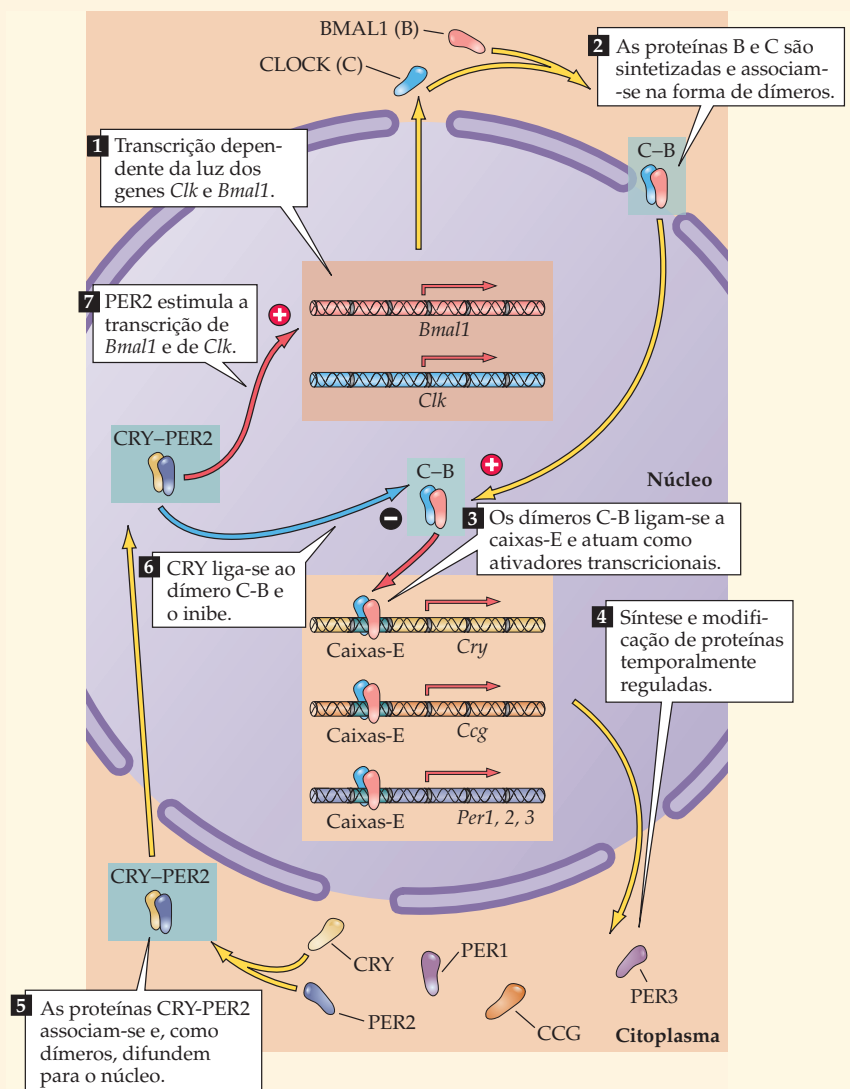 BMAL1 (B)
CLOCK (C)
2 As proteínas B e C são
sintetizadas e associam-
-se na forma de dímeros.
1 Transcrição depen-
dente da luz dos
genes Clk e Bmal1.
C–B
7 PER2 estimula a
transcrição de
Bmal1 e de Clk.
+
Bmal1
Clk
CRY–PER2
C–B
+
Núcleo
−
3 Os dímeros C-B ligam-se a
caixas-E e atuam como
ativadores transcricionais.
6 CRY liga-se ao
dímero C-B e
o inibe.
4 Síntese e modifi-
cação de proteínas
temporalmente
reguladas.
Caixas-E Cry
Caixas-E Ccg
Caixas-E Per1, 2, 3
CRY–PER2
CRY
PER1
PER2
CCG
PER3
Citoplasma
5 As proteínas CRY-PER2
associam-se e, como
dímeros, difundem
para o núcleo.